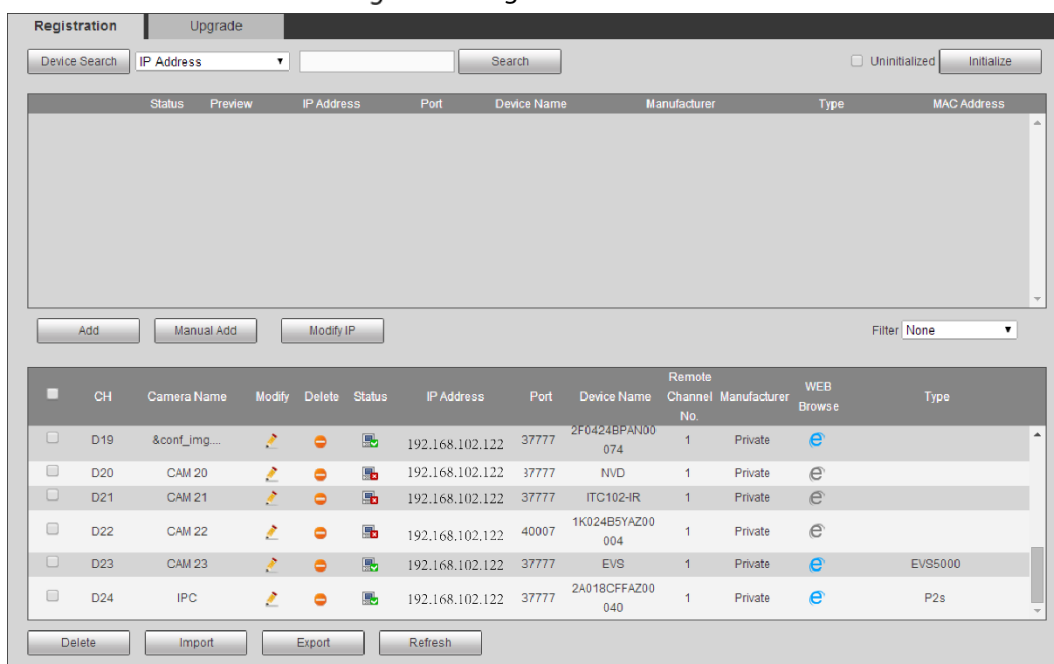 Registration Upgrade
Device Search IP Address Search Uninitialized Initialize
Status Preview IP Address Port Device Name Manufacturer Type MAC Address
Add Manual Add Modify IP Filter None
CH Camera Name Modify Delete Status IP Address Port Device Name Remote Channel No. Manufacturer WEB Browse Type
D19 &conf_img.... 192.168.102.122 37777 2F0424BPAN00074 1 Private
D20 CAM 20 192.168.102.122 37777 NVD 1 Private
D21 CAM 21 192.168.102.122 37777 ITC102-IR 1 Private
D22 CAM 22 192.168.102.122 40007 1K024B5YAZ00004 1 Private
D23 CAM 23 192.168.102.122 37777 EVS 1 Private EVS5000
D24 IPC 192.168.102.122 37777 2A018CFFAZ00040 1 Private P2s
Delete Import Export Refresh